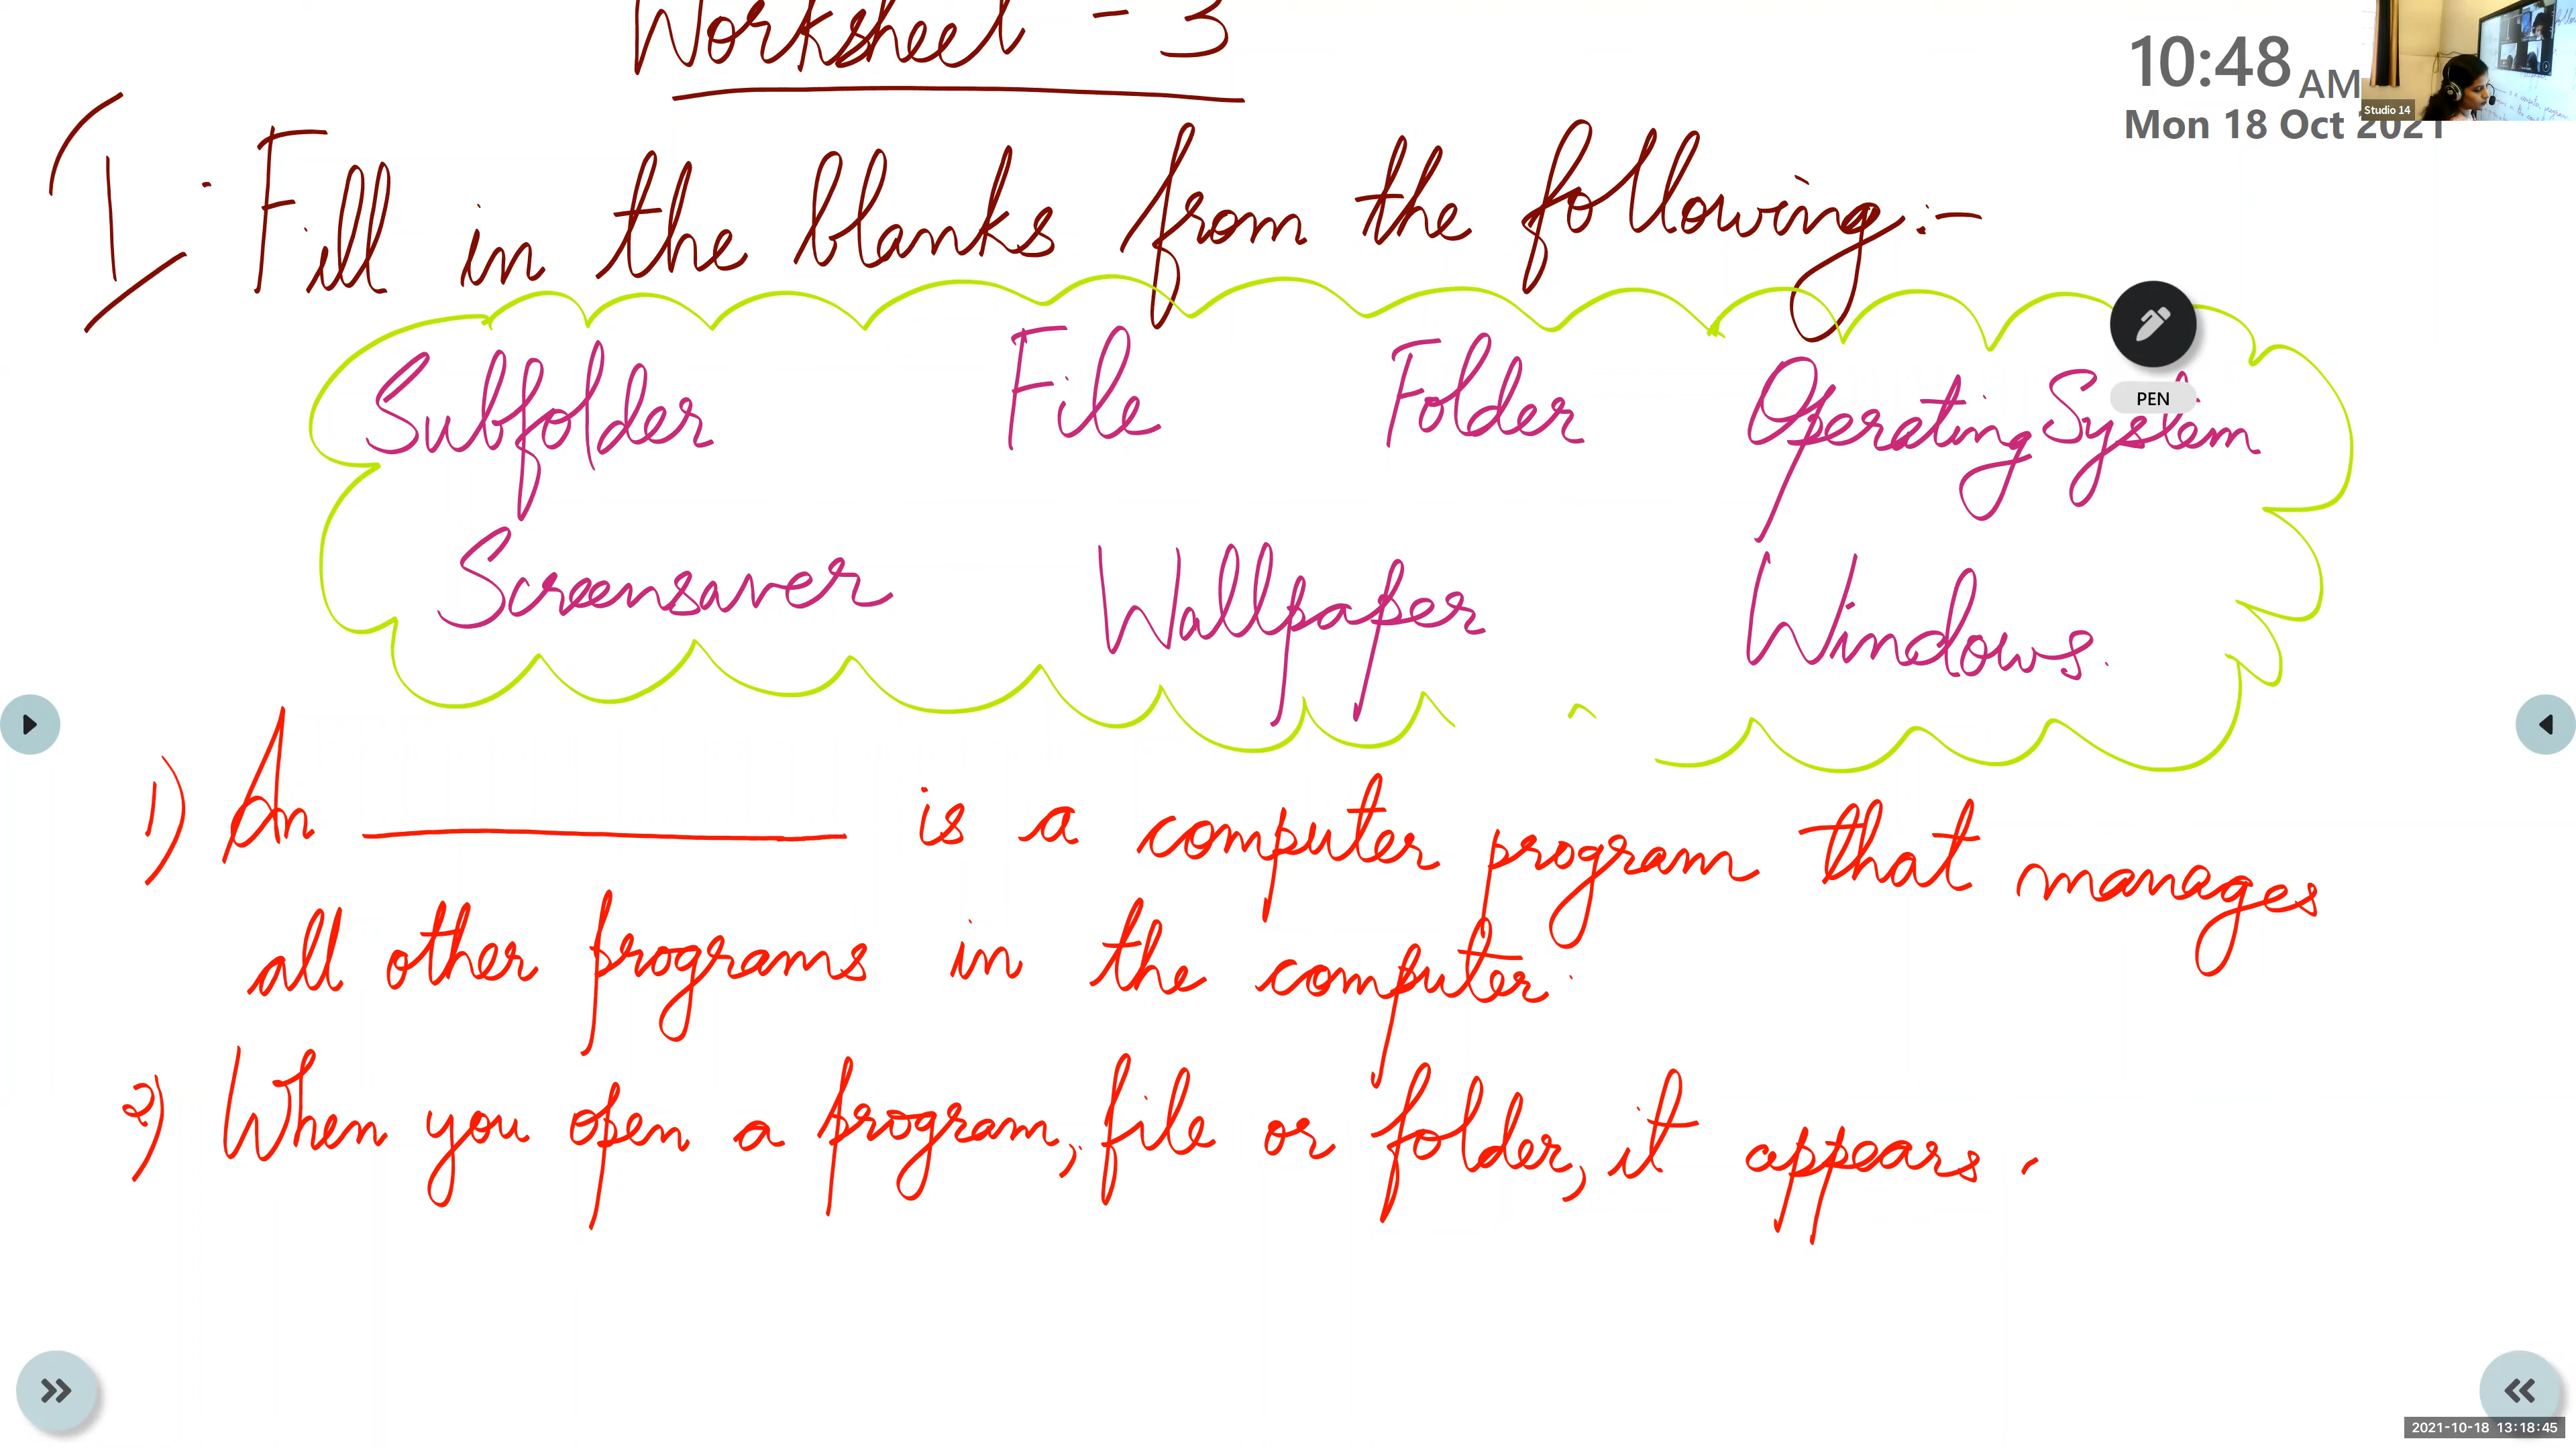 Worksheet - 3
10:48 AM
Mon 18 Oct 2021
Studio 14
I. Fill in the blanks from the following:-
Subfolder File Folder Operating System
PEN
Screensaver Wallpaper Windows.
1) An ____________ is a computer program that manages
all other programs in the computer.
2) When you open a program, file or folder, it appears
2021-10-18 13:18:45